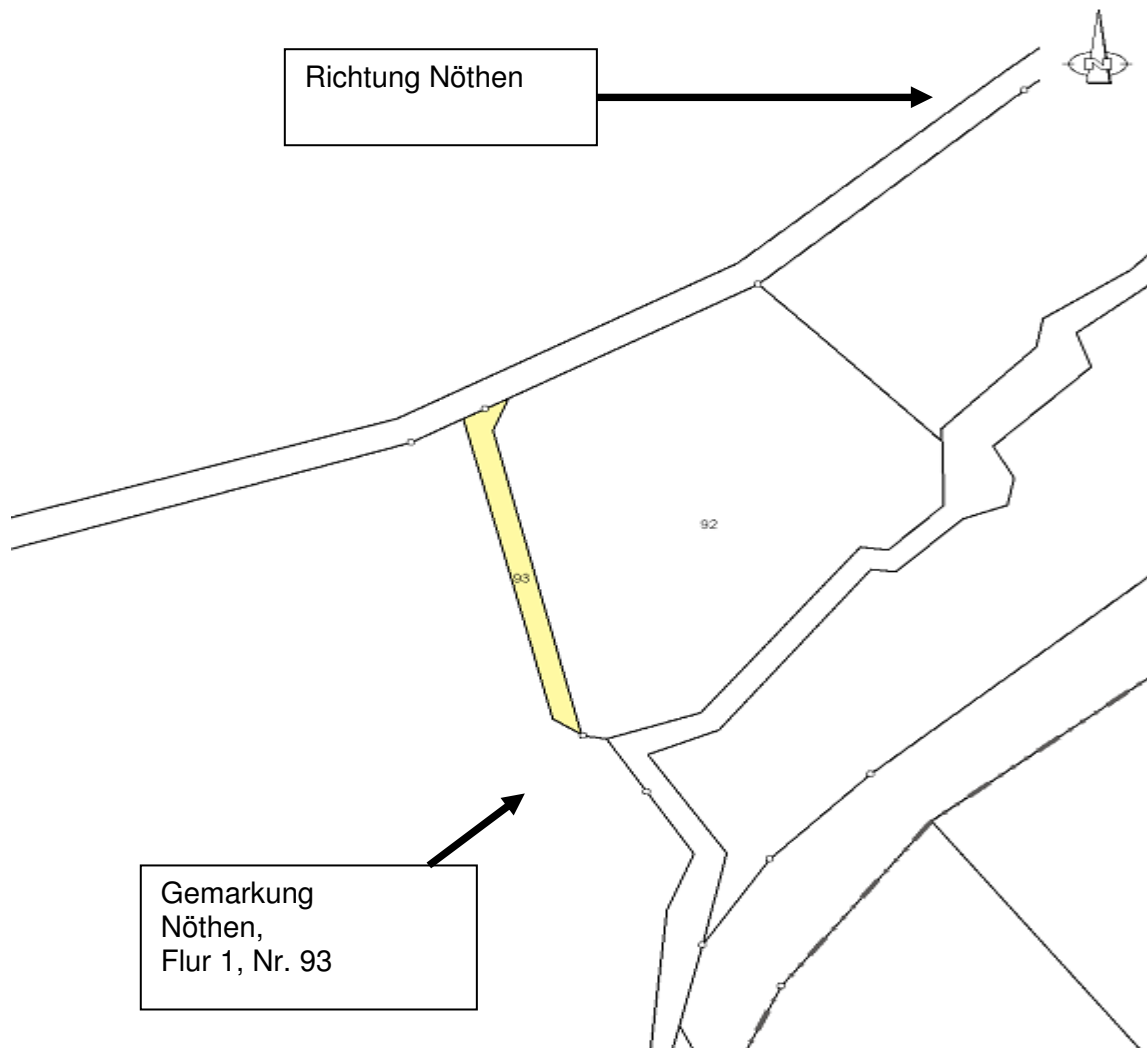 Richtung Nöthen
N
92
93
Gemarkung
Nöthen,
Flur 1, Nr. 93